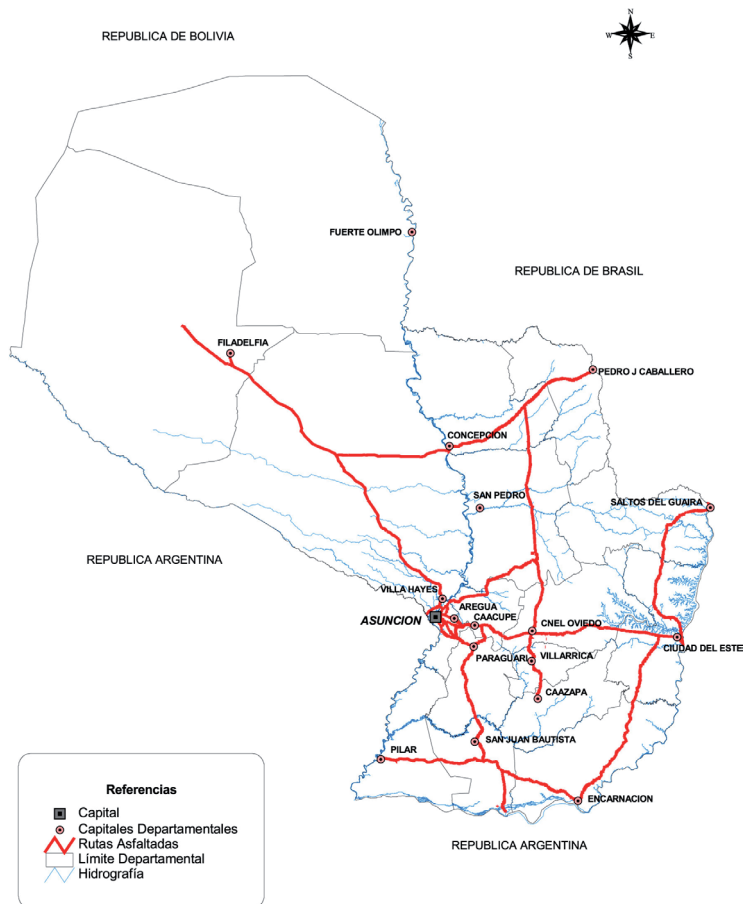 REPUBLICA DE BOLIVIA
N
W E
S
FUERTE OLIMPO
REPUBLICA DE BRASIL
FILADELFIA
PEDRO J CABALLERO
CONCEPCION
SAN PEDRO
SALTOS DEL GUAIRA
REPUBLICA ARGENTINA
VILLA HAYES
AREGUA
ASUNCION
CAACUPE
CNEL OVIEDO
CIUDAD DEL ESTE
PARAGUARI
VILLARRICA
CAAZAPA
SAN JUAN BAUTISTA
PILAR
ENCARNACION
REPUBLICA ARGENTINA
Referencias
Capital
Capitales Departamentales
Rutas Asfaltadas
Límite Departamental
Hidrografía